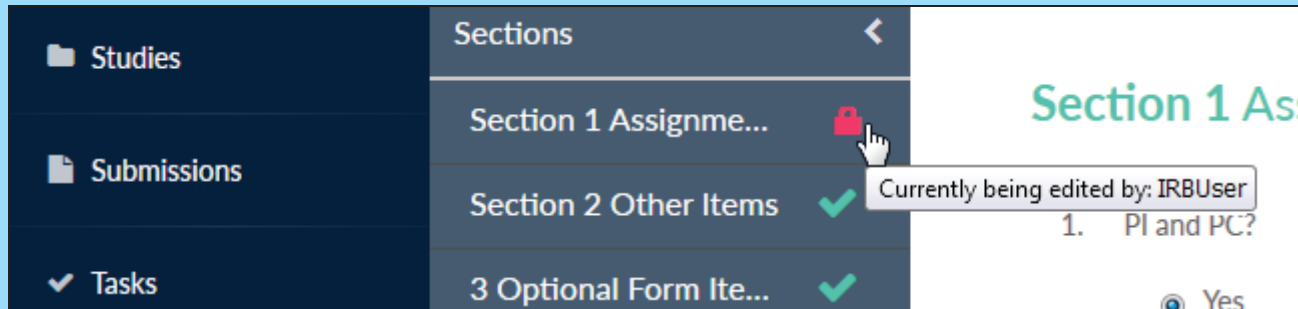 Studies
Submissions
Tasks
Sections
Section 1 Assignme...
Section 2 Other Items
3 Optional Form Ite...
Section 1 As
Currently being edited by: IRBUser
1. PI and PC?
Yes